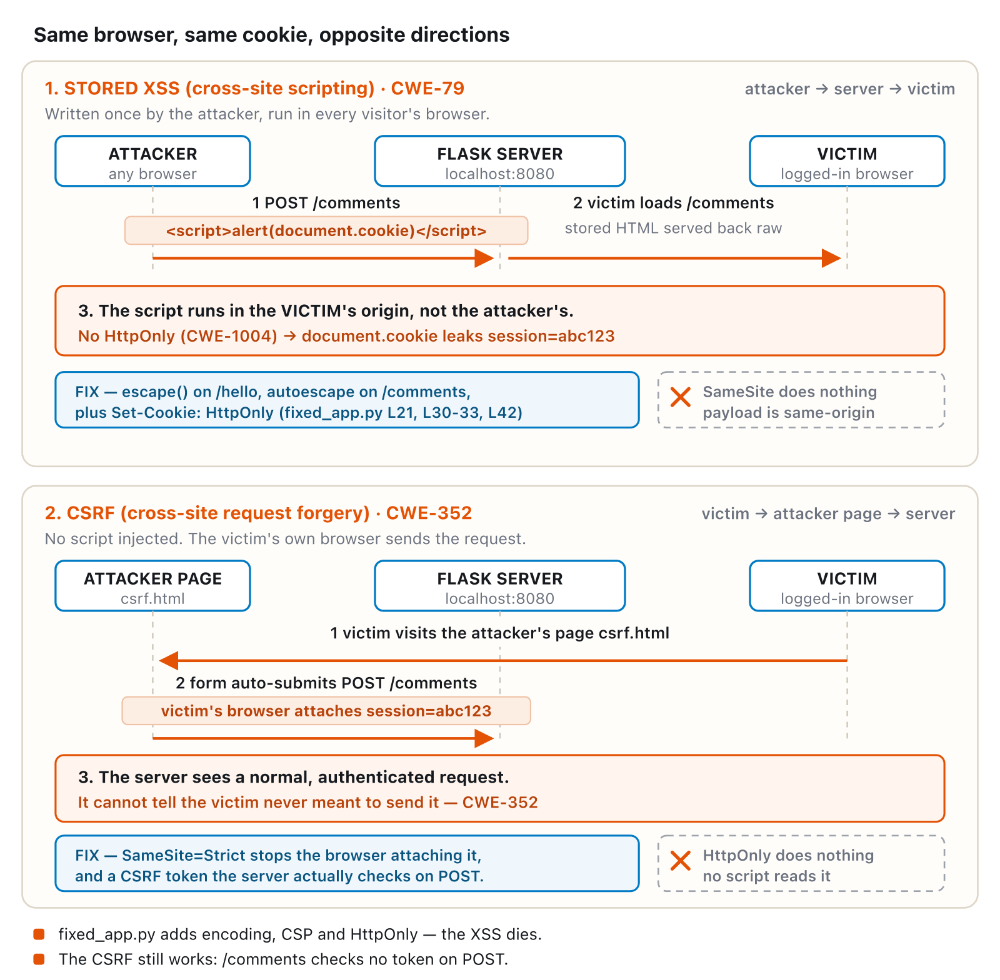 Same browser, same cookie, opposite directions
1. STORED XSS (cross-site scripting) · CWE-79
attacker → server → victim
Written once by the attacker, run in every visitor's browser.
ATTACKER
any browser
FLASK SERVER
localhost:8080
VICTIM
logged-in browser
1 POST /comments
2 victim loads /comments
<script>alert(document.cookie)</script>
stored HTML served back raw
3. The script runs in the VICTIM's origin, not the attacker's.
No HttpOnly (CWE-1004) → document.cookie leaks session=abc123
FIX — escape() on /hello, autoescape on /comments,
plus Set-Cookie: HttpOnly (fixed_app.py L21, L30-33, L42)
SameSite does nothing
payload is same-origin
2. CSRF (cross-site request forgery) · CWE-352
victim → attacker page → server
No script injected. The victim's own browser sends the request.
ATTACKER PAGE
csrf.html
FLASK SERVER
localhost:8080
VICTIM
logged-in browser
1 victim visits the attacker's page csrf.html
2 form auto-submits POST /comments
victim's browser attaches session=abc123
3. The server sees a normal, authenticated request.
It cannot tell the victim never meant to send it — CWE-352
FIX — SameSite=Strict stops the browser attaching it,
and a CSRF token the server actually checks on POST.
HttpOnly does nothing
no script reads it
fixed_app.py adds encoding, CSP and HttpOnly — the XSS dies.
The CSRF still works: /comments checks no token on POST.